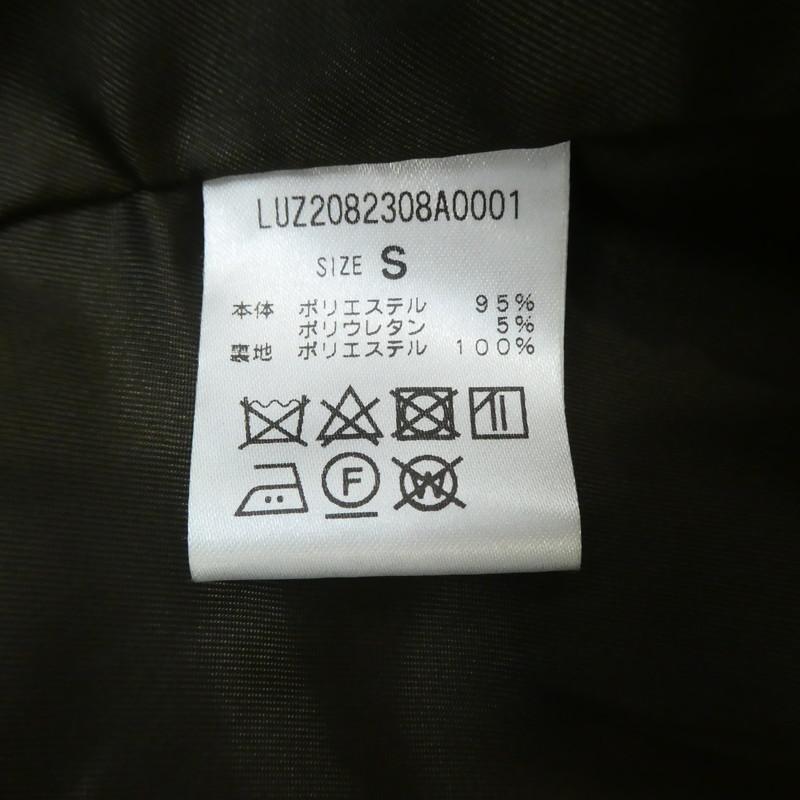 LUZ2082308A0001
SIZE S
本体 ポリエステル 95%
ポリウレタン 5%
裏地 ポリエステル 100%
F W